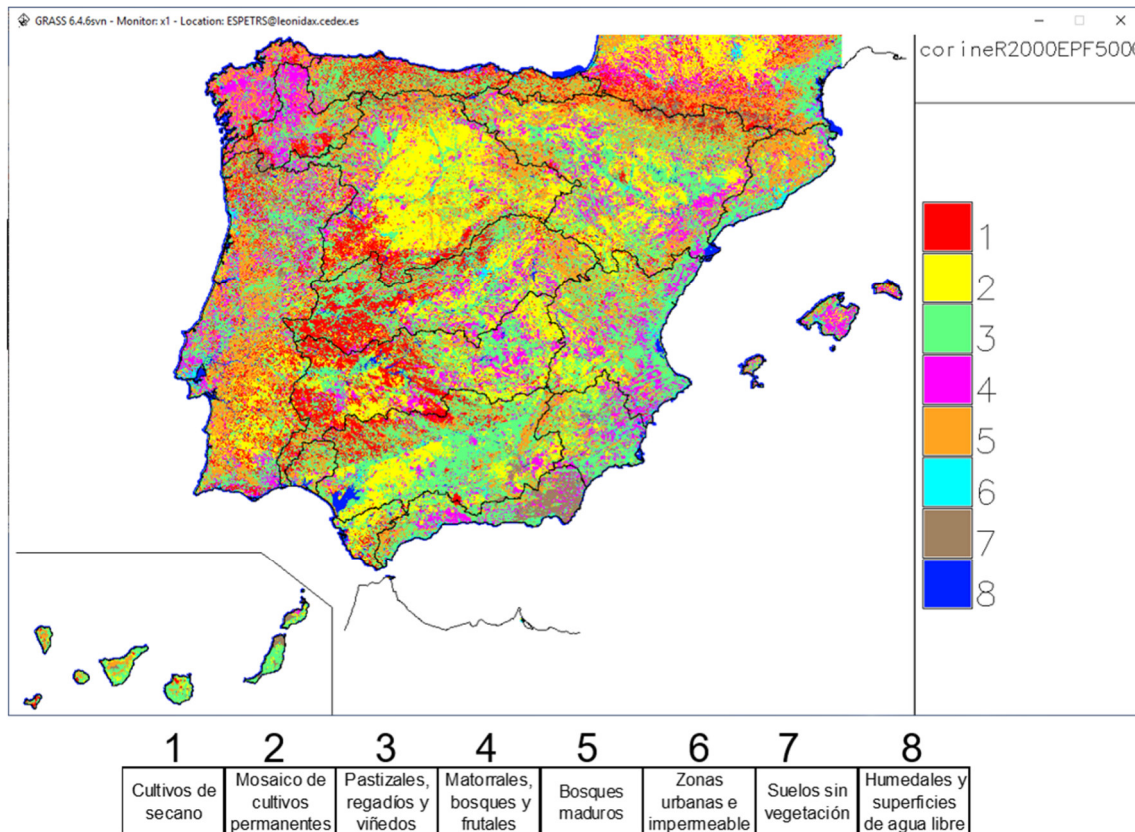 GRASS 6.4.6svn - Monitor: x1 - Location: ESPETRS@leonidax.cedex.es
corineR2000EPF500
1
2
3
4
5
6
7
8
1 2 3 4 5 6 7 8
Cultivos de secano
Mosaico de cultivos permanentes
Pastizales, regadíos y viñedos
Matorrales, bosques y frutales
Bosques maduros
Zonas urbanas e impermeable
Suelos sin vegetación
Humedales y superficies de agua libre